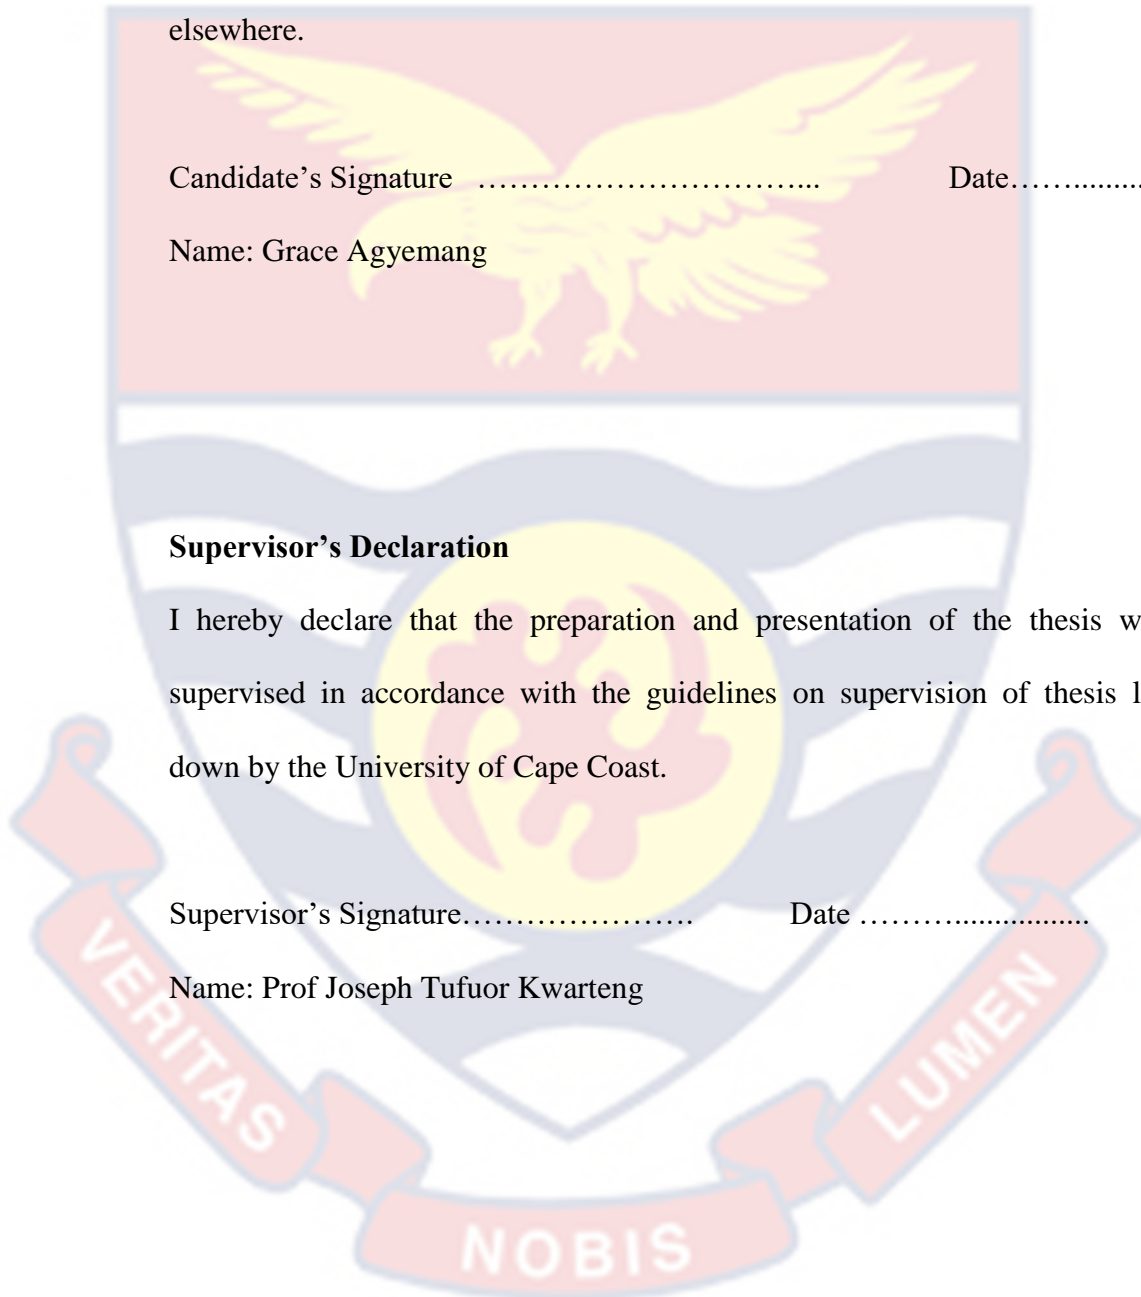 elsewhere.
Candidate’s Signature …………………………... Date……..........
Name: Grace Agyemang
Supervisor’s Declaration
I hereby declare that the preparation and presentation of the thesis w
supervised in accordance with the guidelines on supervision of thesis l
down by the University of Cape Coast.
Supervisor’s Signature…………………. Date ………................
Name: Prof Joseph Tufuor Kwarteng
VERITAS
NOBIS
LUMEN